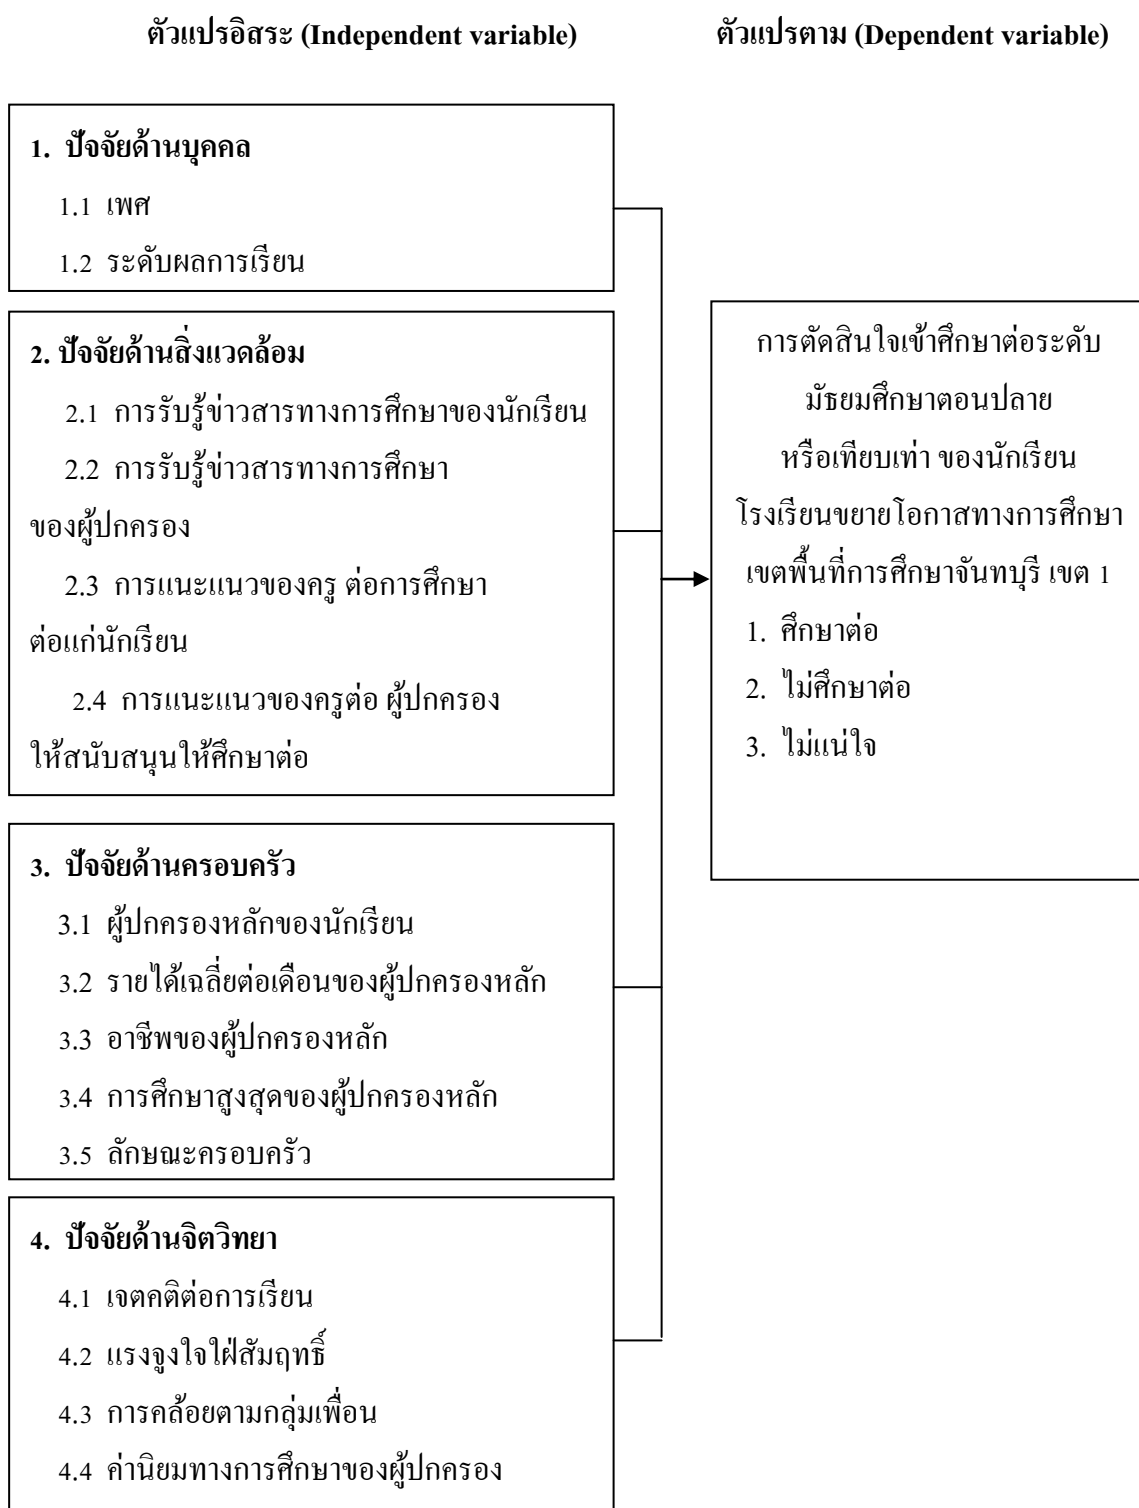 ตัวแปรอิสระ (Independent variable)
ตัวแปรตาม (Dependent variable)
1. ปัจจัยด้านบุคคล
1.1 เพศ
1.2 ระดับผลการเรียน
2. ปัจจัยด้านสิ่งแวดล้อม
2.1 การรับรู้ข่าวสารทางการศึกษาของนักเรียน
2.2 การรับรู้ข่าวสารทางการศึกษา
ของผู้ปกครอง
2.3 การแนะแนวของครู ต่อการศึกษา
ต่อแก่นักเรียน
2.4 การแนะแนวของครูต่อ ผู้ปกครอง
ให้สนับสนุนให้ศึกษาต่อ
3. ปัจจัยด้านครอบครัว
3.1 ผู้ปกครองหลักของนักเรียน
3.2 รายได้เฉลี่ยต่อเดือนของผู้ปกครองหลัก
3.3 อาชีพของผู้ปกครองหลัก
3.4 การศึกษาสูงสุดของผู้ปกครองหลัก
3.5 ลักษณะครอบครัว
4. ปัจจัยด้านจิตวิทยา
4.1 เจตคติต่อการเรียน
4.2 แรงจูงใจใฝ่สัมฤทธิ์
4.3 การคล้อยตามกลุ่มเพื่อน
4.4 ค่านิยมทางการศึกษาของผู้ปกครอง
การตัดสินใจเข้าศึกษาต่อระดับ
มัธยมศึกษาตอนปลาย
หรือเทียบเท่า ของนักเรียน
โรงเรียนขยายโอกาสทางการศึกษา
เขตพื้นที่การศึกษาจันทบุรี เขต 1
1. ศึกษาต่อ
2. ไม่ศึกษาต่อ
3. ไม่แน่ใจ